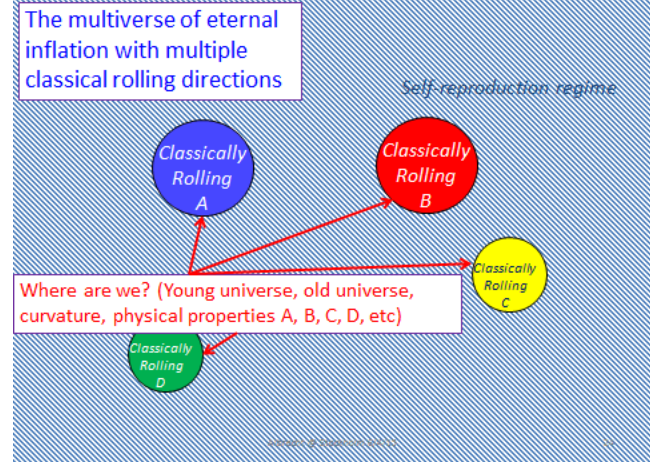 The multiverse of eternal
inflation with multiple
classical rolling directions
Self-reproduction regime
Classically
Rolling
A
Classically
Rolling
B
Classically
Rolling
C
Where are we? (Young universe, old universe,
curvature, physical properties A, B, C, D, etc)
Classically
Rolling
D